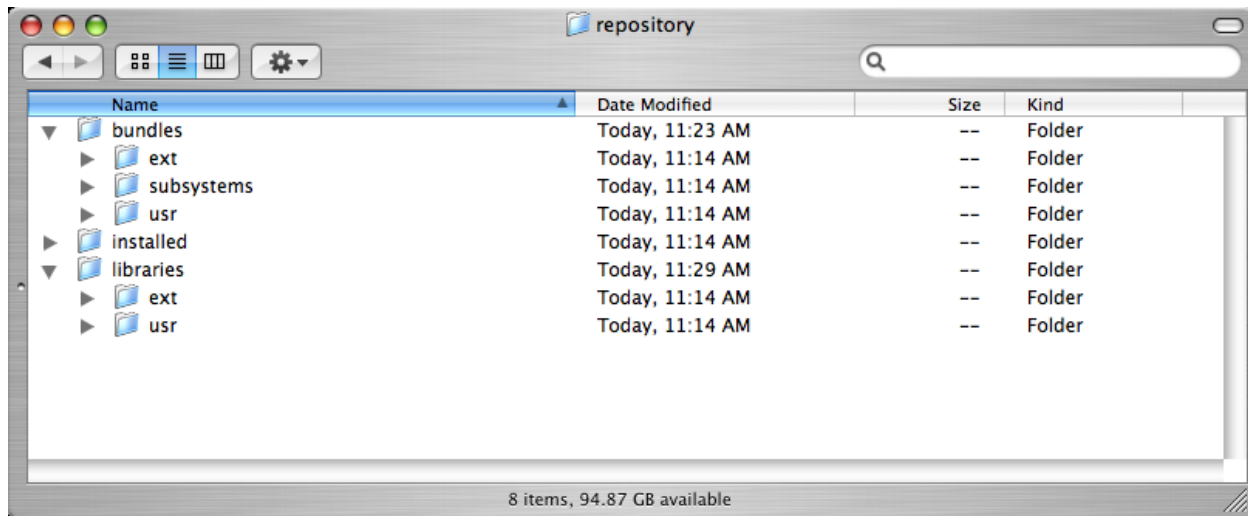 repository
Name Date Modified Size Kind
bundles Today, 11:23 AM -- Folder
ext Today, 11:14 AM -- Folder
subsystems Today, 11:14 AM -- Folder
usr Today, 11:14 AM -- Folder
installed Today, 11:14 AM -- Folder
libraries Today, 11:29 AM -- Folder
ext Today, 11:14 AM -- Folder
usr Today, 11:14 AM -- Folder
8 items, 94.87 GB available